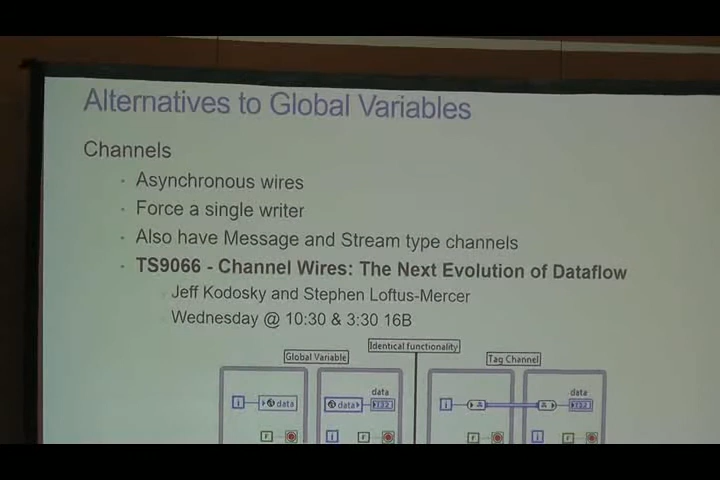 Alternatives to Global Variables
Channels
· Asynchronous wires
· Force a single writer
· Also have Message and Stream type channels
· TS9066 - Channel Wires: The Next Evolution of Dataflow
Jeff Kodosky and Stephen Loftus-Mercer
Wednesday @ 10:30 & 3:30 16B
Identical functionality
Global Variable
Tag Channel
data
data
i
data
data
I32
i
I32
F
i
F
F
i
F